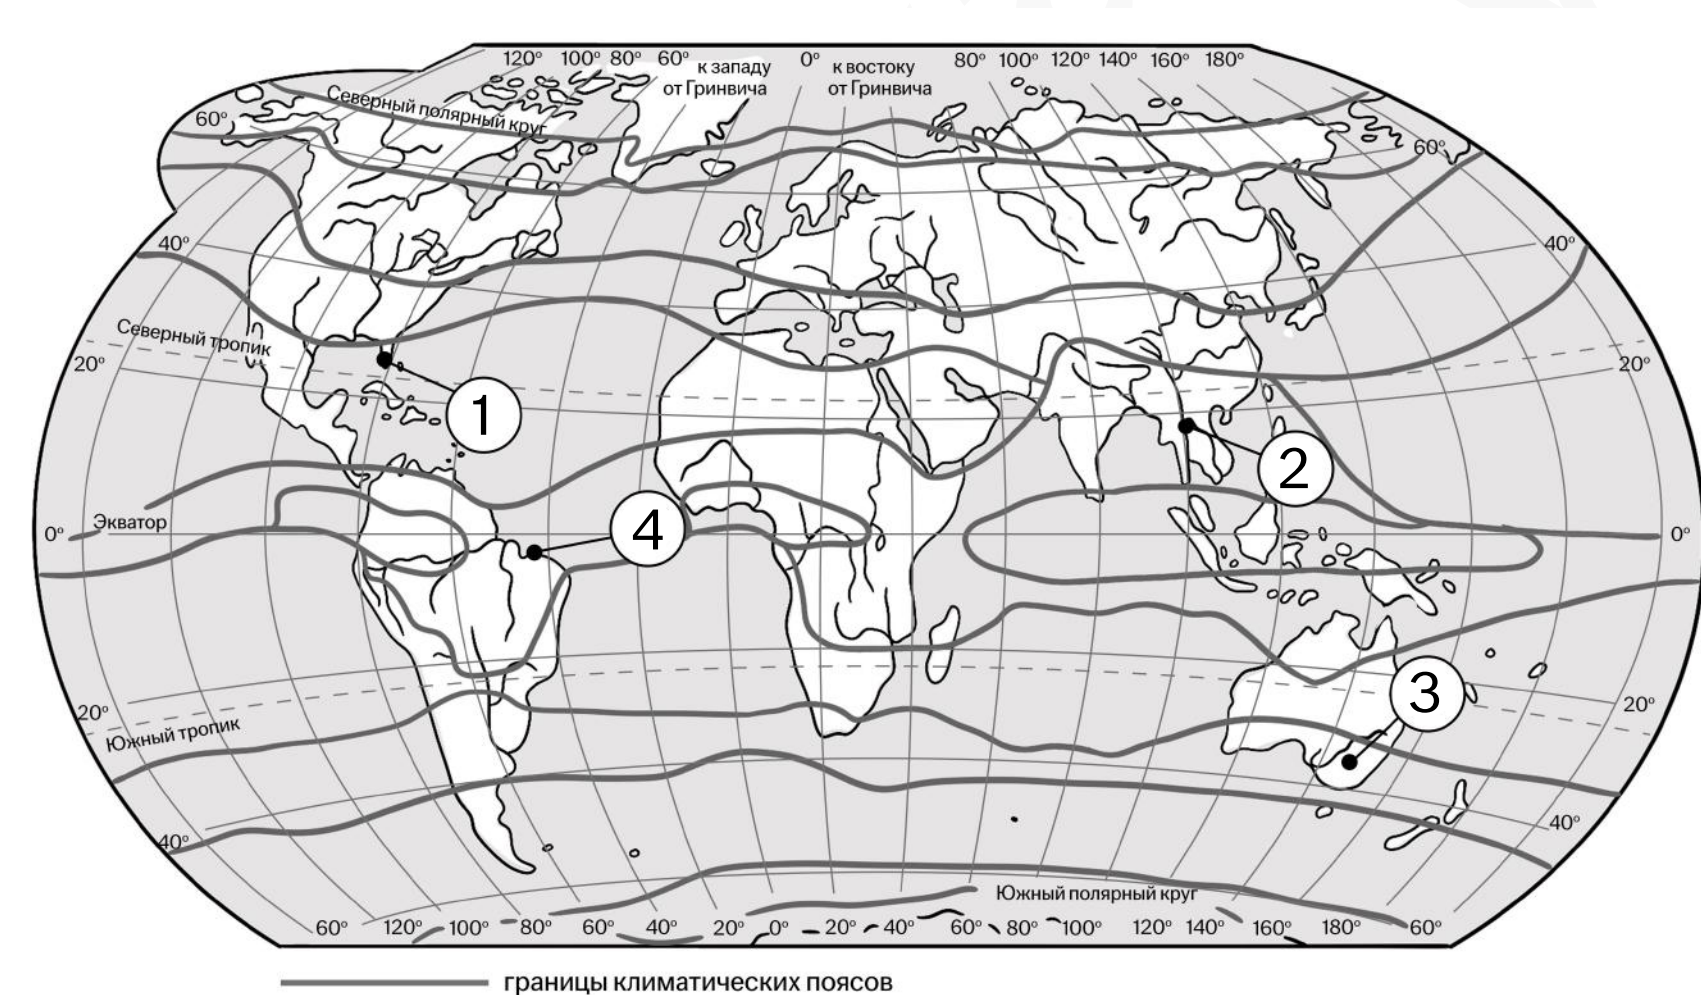 120° 100° 80° 60° к западу 0° к востоку 80° 100° 120° 140° 160° 180°
от Гринвича от Гринвича
Северный полярный круг
60° 60°
40° 40°
Северный тропик
20° 20°
1
2
4
Экватор
0° 0°
3
20° 20°
Южный тропик
40° 40°
Южный полярный круг
60° 120° 100° 80° 60° 40° 20° 0° 20° 40° 60° 80° 100° 120° 140° 160° 180° 60°
границы климатических поясов